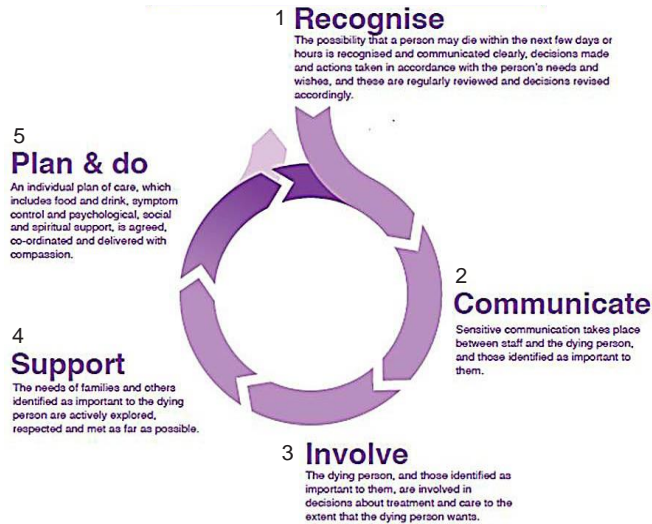 1 Recognise
The possibility that a person may die within the next few days or
hours is recognised and communicated clearly, decisions made
and actions taken in accordance with the person's needs and
wishes, and these are regularly reviewed and decisions revised
accordingly.
2
Communicate
Sensitive communication takes place
between staff and the dying person,
and those identified as important to
them.
3 Involve
The dying person, and those identified as
important to them, are involved in
decisions about treatment and care to the
extent that the dying person wants.
4
Support
The needs of families and others
identified as important to the dying
person are actively explored,
respected and met as far as possible.
5
Plan & do
An individual plan of care, which
includes food and drink, symptom
control and psychological, social
and spiritual support, is agreed,
co-ordinated and delivered with
compassion.